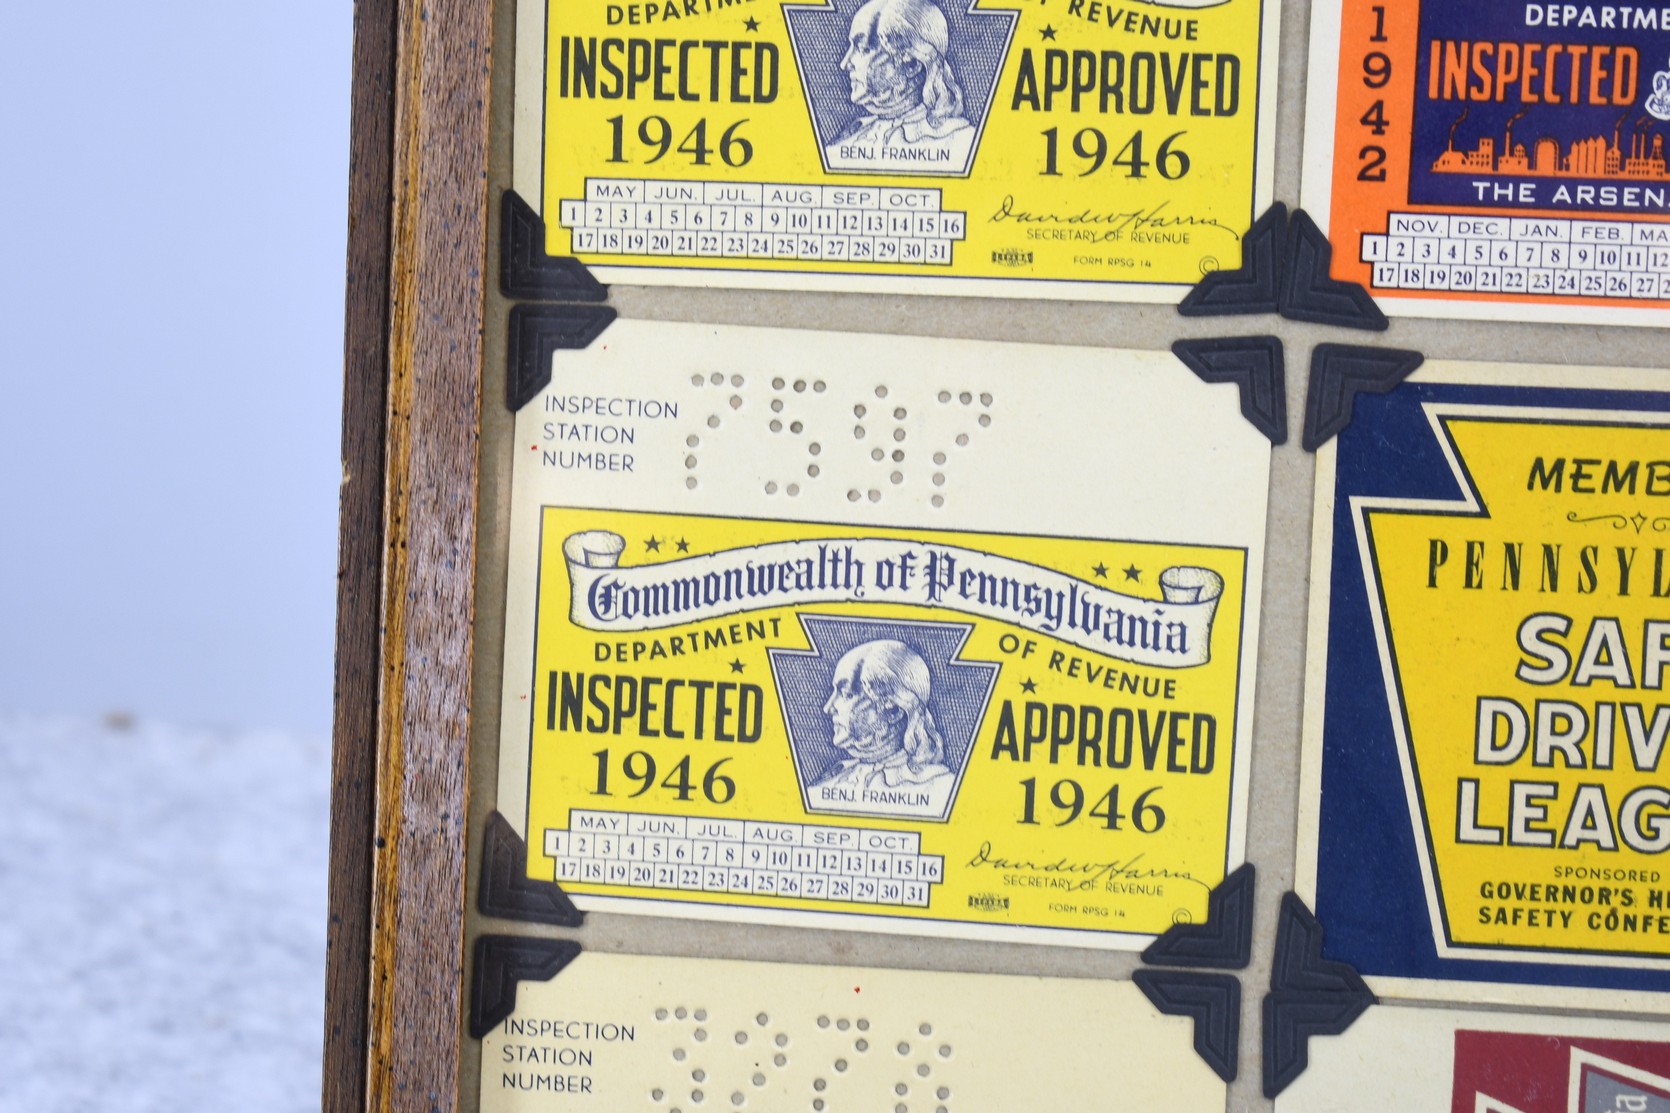 DEPARTM
OF REVENUE
INSPECTED
APPROVED
1946
1946
BENJ. FRANKLIN
MAY JUN. JUL. AUG. SEP. OCT.
1 2 3 4 5 6 7 8 9 10 11 12 13 14 15 16
17 18 19 20 21 22 23 24 25 26 27 28 29 30 31
David W. Harris
SECRETARY OF REVENUE
FORM RPSG 14
©
1942
DEPARTME
INSPECTED
THE ARSEN
NOV. DEC. JAN. FEB. MA
1 2 3 4 5 6 7 8 9 10 11 12
17 18 19 20 21 22 23 24 25 26 27 2
INSPECTION
STATION
NUMBER
7597
Commonwealth of Pennsylvania
DEPARTMENT
OF REVENUE
INSPECTED
APPROVED
1946
1946
BENJ. FRANKLIN
MAY JUN. JUL. AUG. SEP. OCT.
1 2 3 4 5 6 7 8 9 10 11 12 13 14 15 16
17 18 19 20 21 22 23 24 25 26 27 28 29 30 31
David W. Harris
SECRETARY OF REVENUE
FORM RPSG 14
©
MEMB
PENNSYL
SAF
DRIV
LEAG
SPONSORED
GOVERNOR'S HI
SAFETY CONFE
INSPECTION
STATION
NUMBER